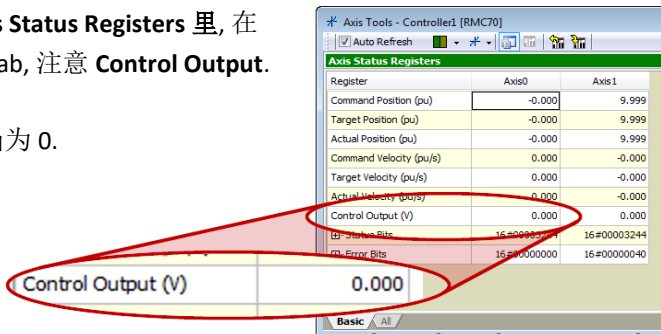 s Status Registers 里, 在
ab, 注意 Control Output.
为 0.
Axis Tools - Controller1 [RMC70]
Auto Refresh
Axis Status Registers
Register Axis0 Axis1
Command Position (pu) -0.000 9.999
Target Position (pu) -0.000 9.999
Actual Position (pu) -0.000 9.999
Command Velocity (pu/s) 0.000 -0.000
Target Velocity (pu/s) 0.000 -0.000
Actual Velocity (pu/s) 0.000 -0.000
Control Output (V) 0.000 0.000
Status Bits 16#00003244 16#00003244
Error Bits 16#00000000 16#00000040
Control Output (V) 0.000
Basic All